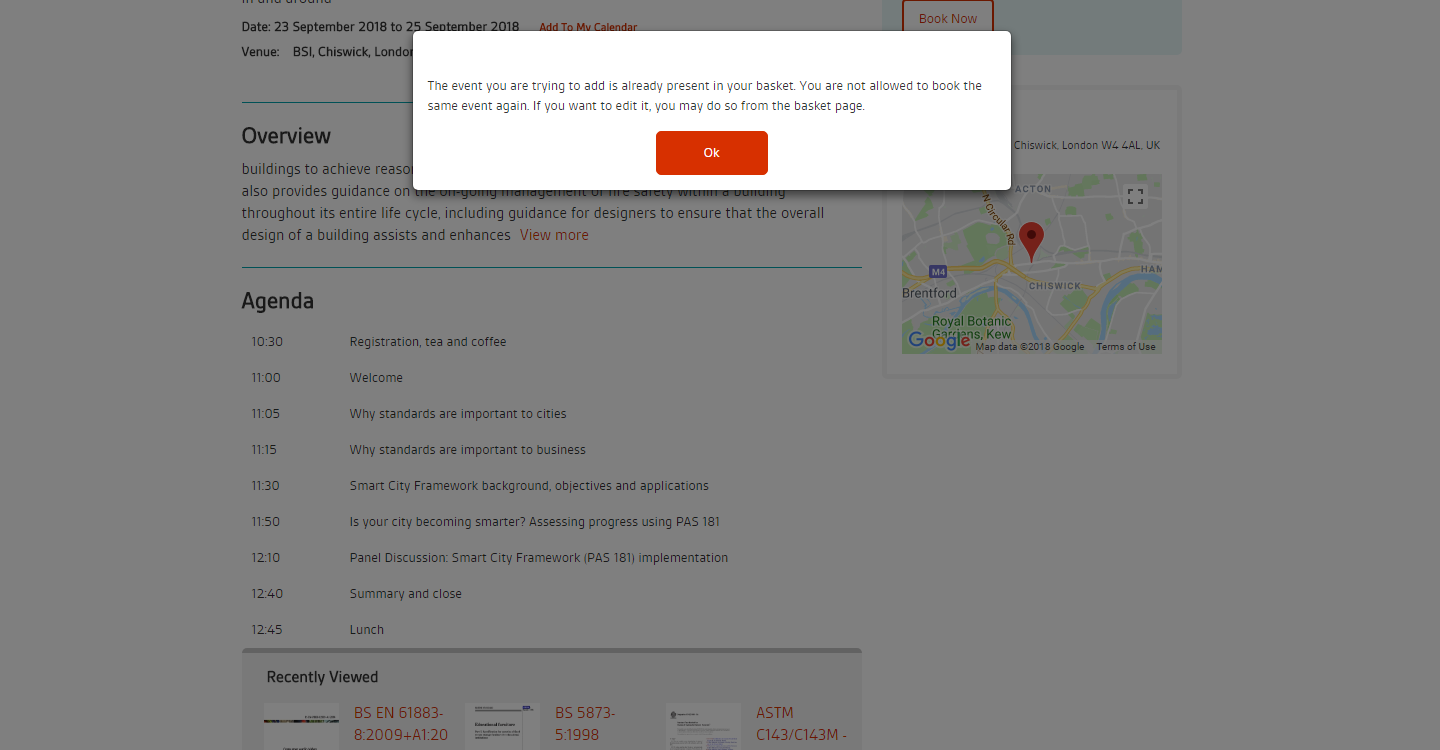 Date: 23 September 2018 to 25 September 2018 Add To My Calendar
Venue: BSI, Chiswick, London
Book Now
The event you are trying to add is already present in your basket. You are not allowed to book the
same event again. If you want to edit it, you may do so from the basket page.
Ok
Overview
buildings to achieve
also provides guidance on the on-going management of fire safety within a building
throughout its entire life cycle, including guidance for designers to ensure that the overall
design of a building assists and enhances View more
Chiswick, London W4 4AL, UK
ACTON
N Circular Rd
M4
HAM
CHISWICK
Brentford
Royal Botanic
Gardens, Kew
Google
Map data ©2018 Google Terms of Use
Agenda
10:30 Registration, tea and coffee
11:00 Welcome
11:05 Why standards are important to cities
11:15 Why standards are important to business
11:30 Smart City Framework background, objectives and applications
11:50 Is your city becoming smarter? Assessing progress using PAS 181
12:10 Panel Discussion: Smart City Framework (PAS 181) implementation
12:40 Summary and close
12:45 Lunch
Recently Viewed
BS EN 61883-
8:2009+A1:20
BS 5873-
5:1998
ASTM
C143/C143M -